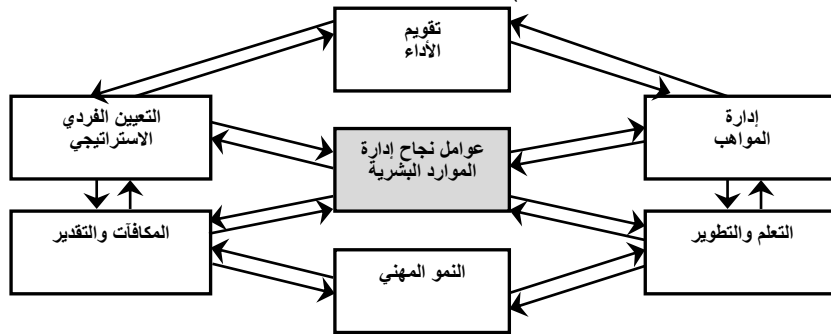 تقويم
الأداء
إدارة
المواهب
التعيين الفردي
الاستراتيجي
عوامل نجاح إدارة
الموارد البشرية
التعلم والتطوير
المكافآت والتقدير
النمو المهني